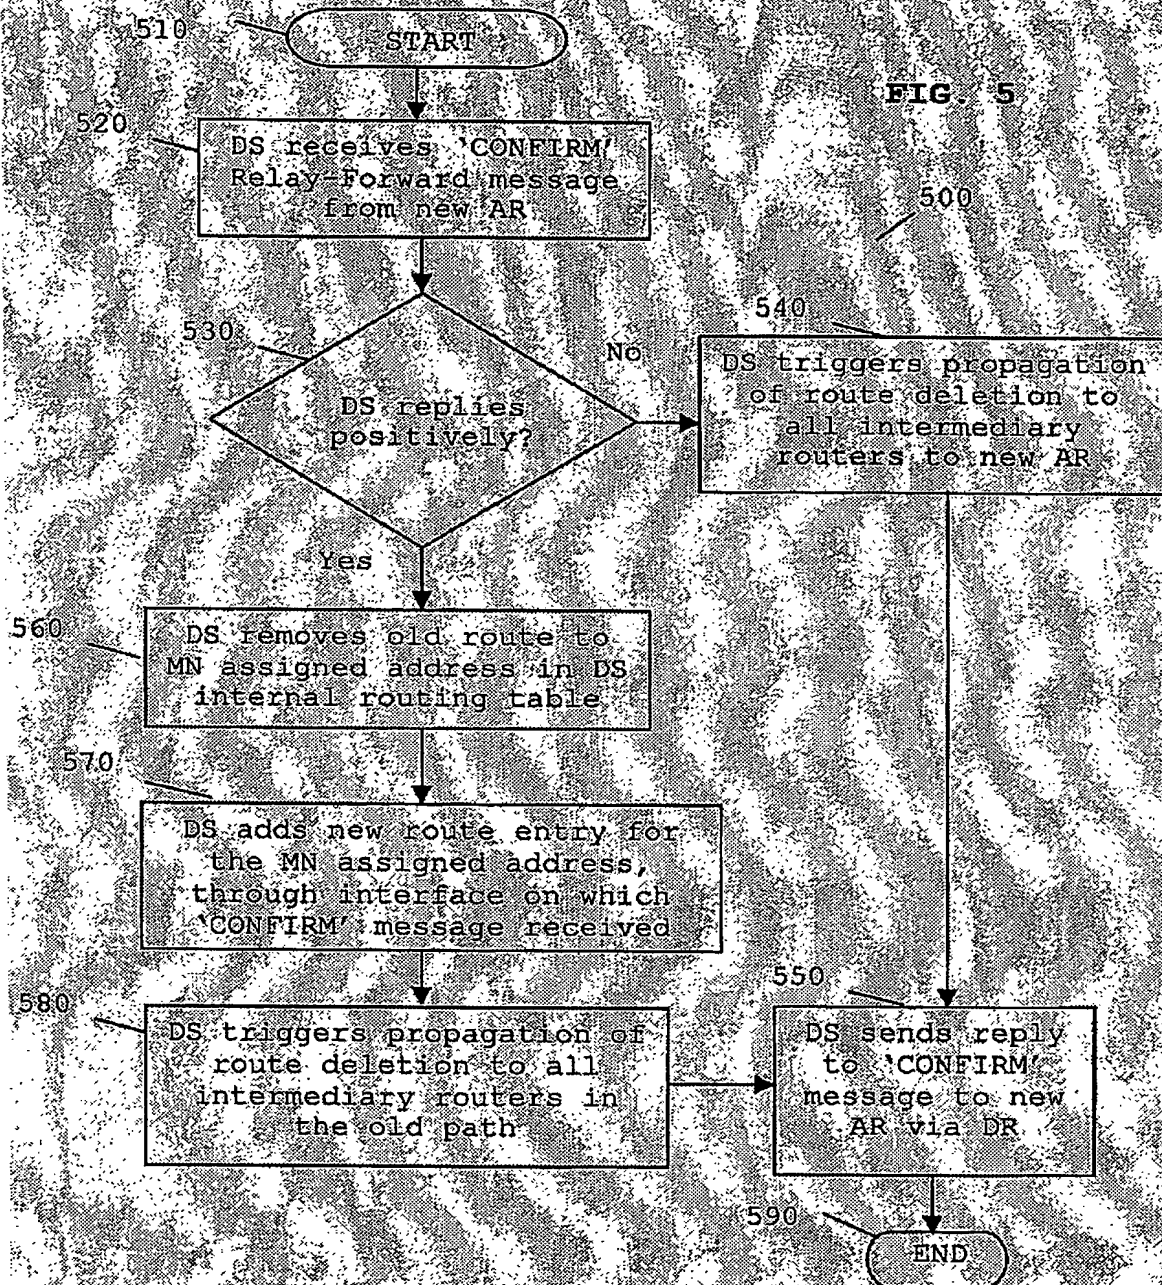 510
START
FIG. 5
520
DS receives 'CONFIRM'
Relay-Forward message
from new AR
500
530
DS replies
positively?
No
540
DS triggers propagation
of route deletion to
all intermediary
routers to new AR
Yes
560
DS removes old route to
MN assigned address in DS
internal routing table
570
DS adds new route entry for
the MN assigned address,
through interface on which
'CONFIRM' message received
580
DS triggers propagation of
route deletion to all
intermediary routers in
the old path
550
DS sends reply
to 'CONFIRM'
message to new
AR via DR
590
END